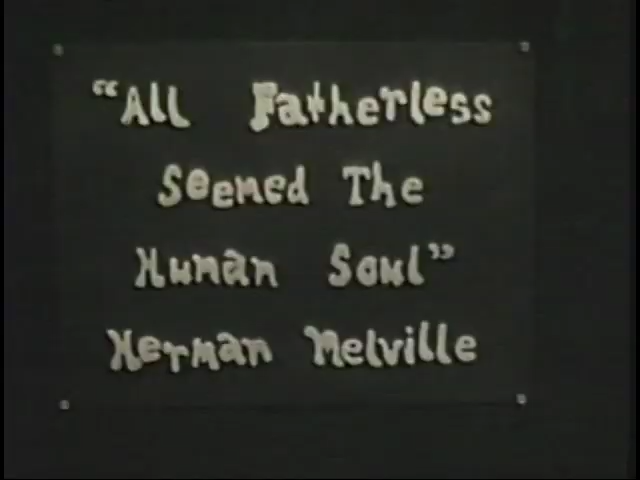 “All Fatherless
Seemed The
Human Soul”
Herman Melville